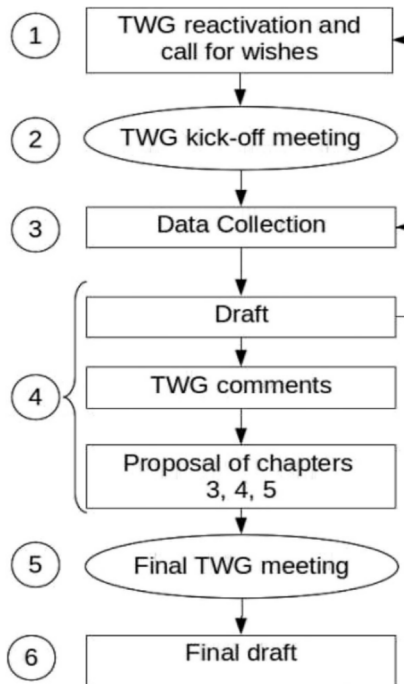 1
TWG reactivation and
call for wishes
2
TWG kick-off meeting
3
Data Collection
4
Draft
TWG comments
Proposal of chapters
3, 4, 5
5
Final TWG meeting
6
Final draft